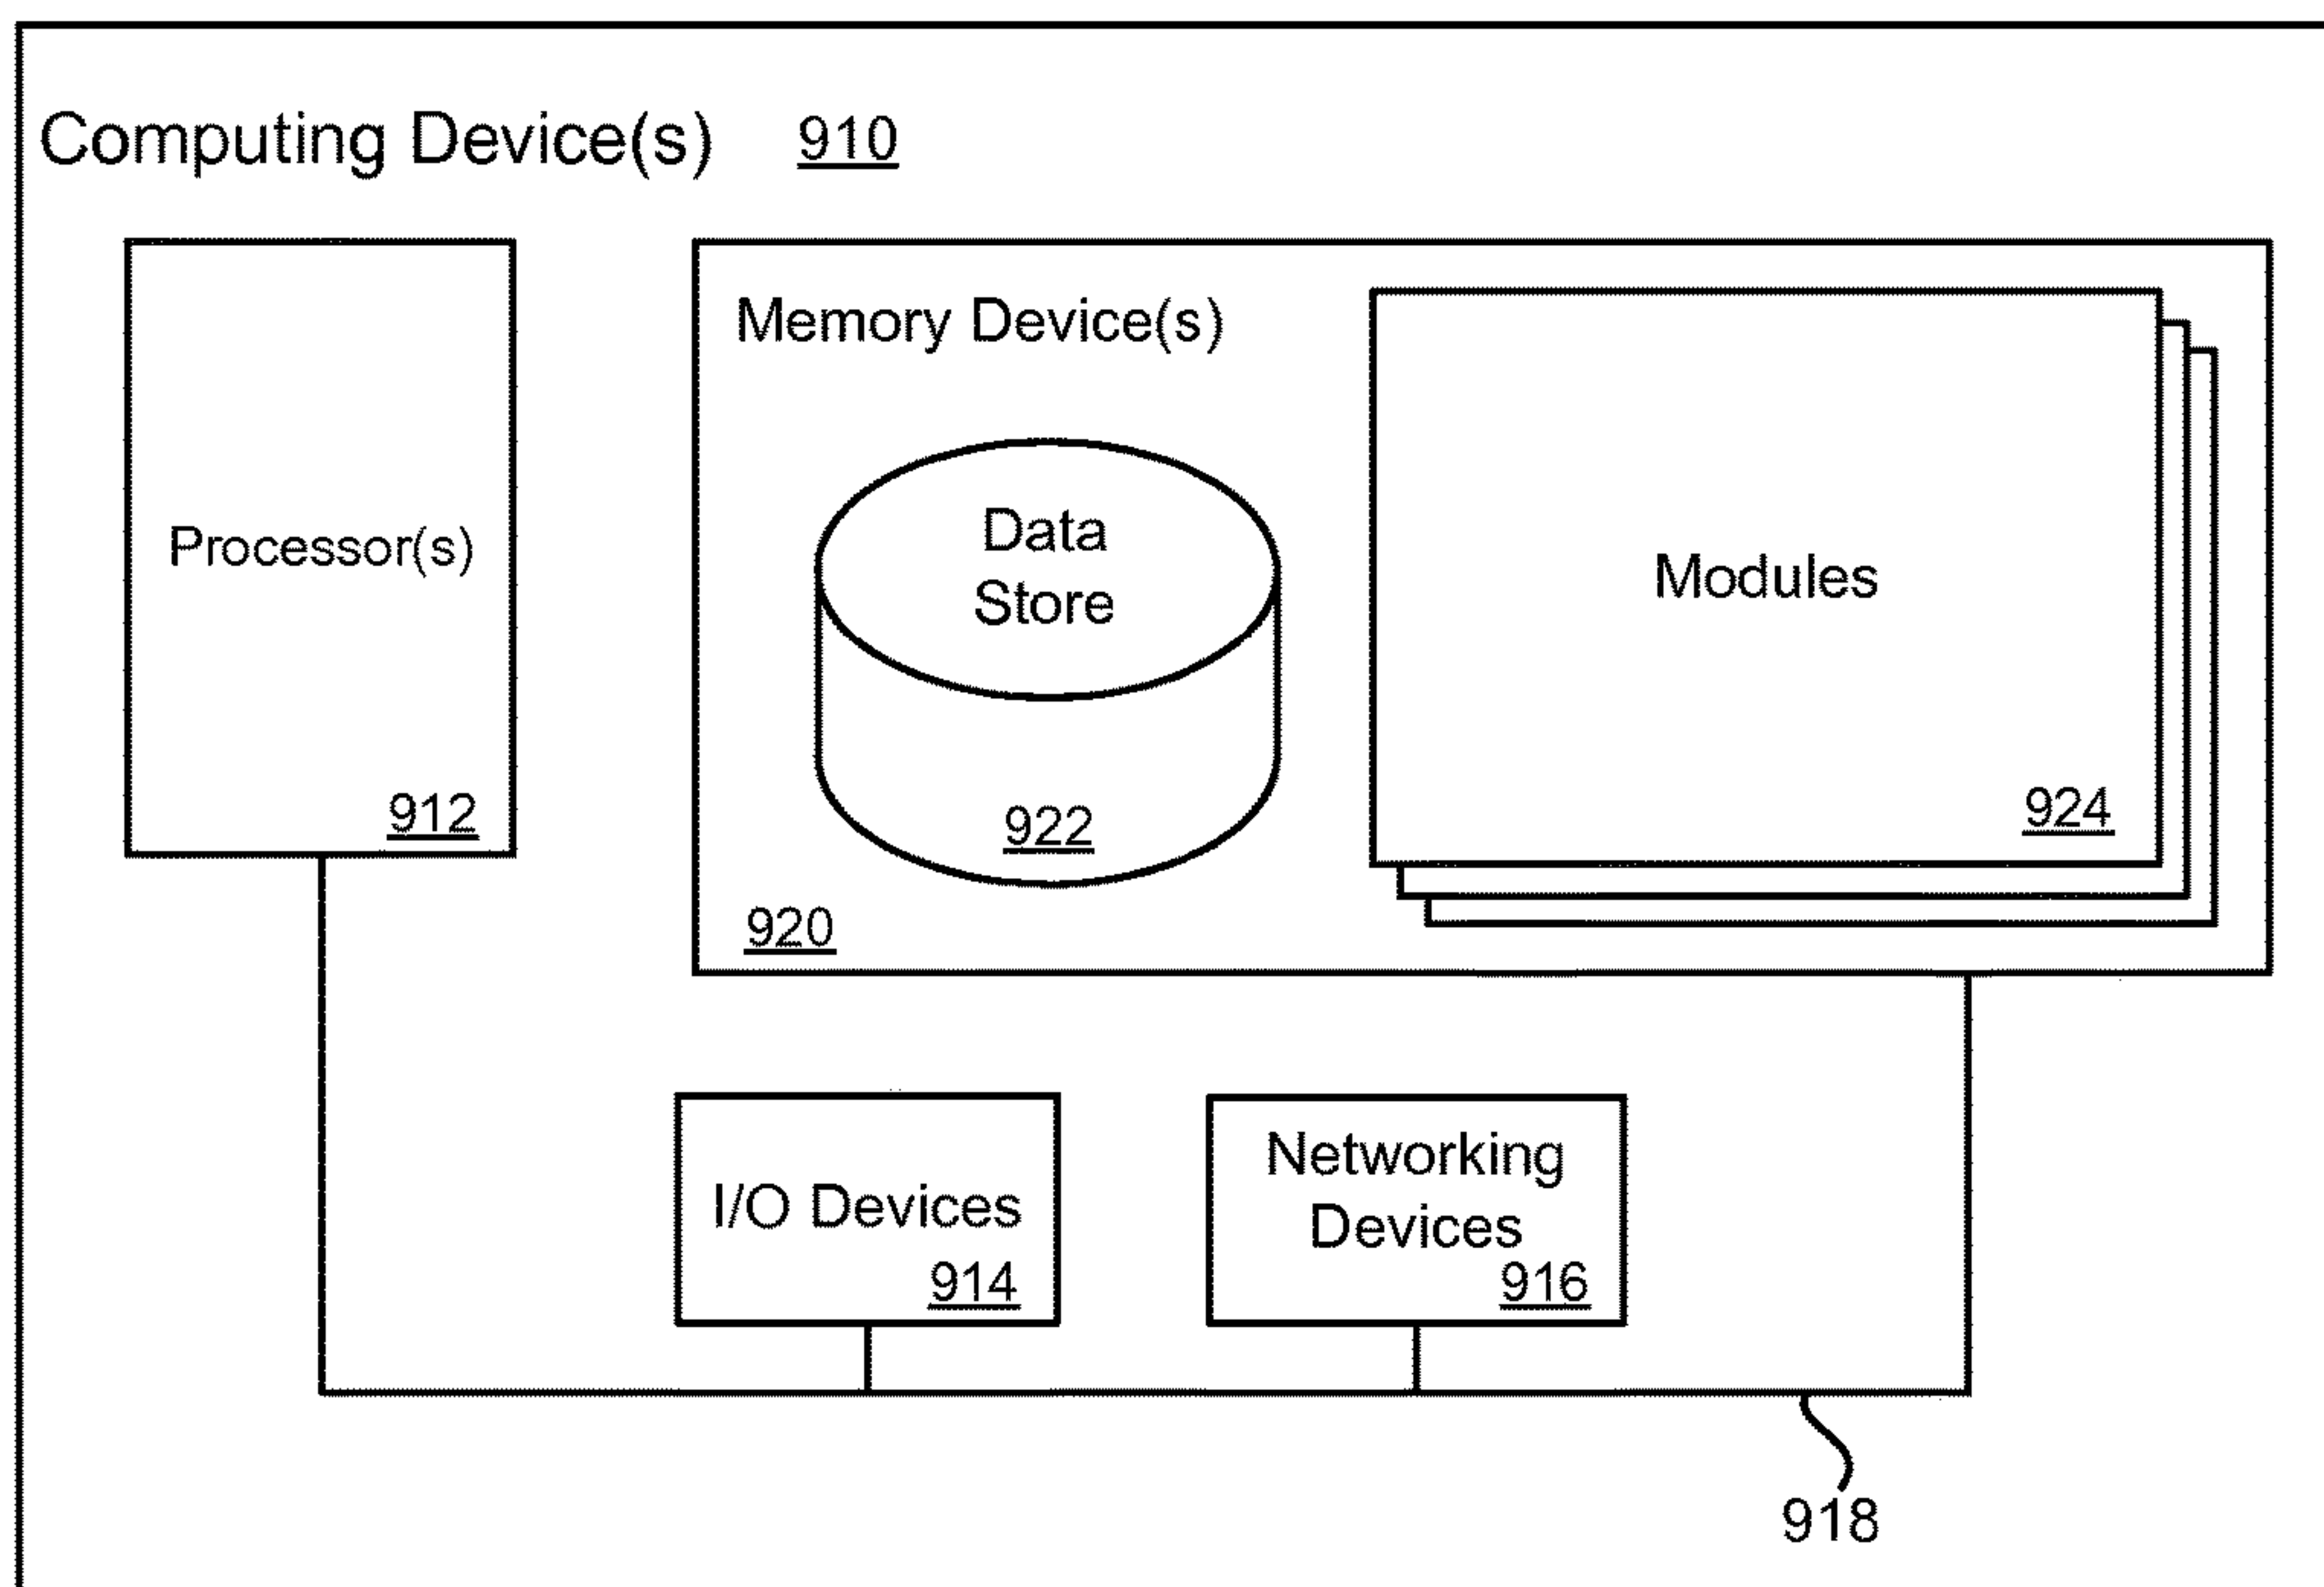 Computing Device(s) 910
Processor(s)
912
Memory Device(s)
Data
Store
922
920
Modules
924
I/O Devices
914
Networking
Devices
916
918